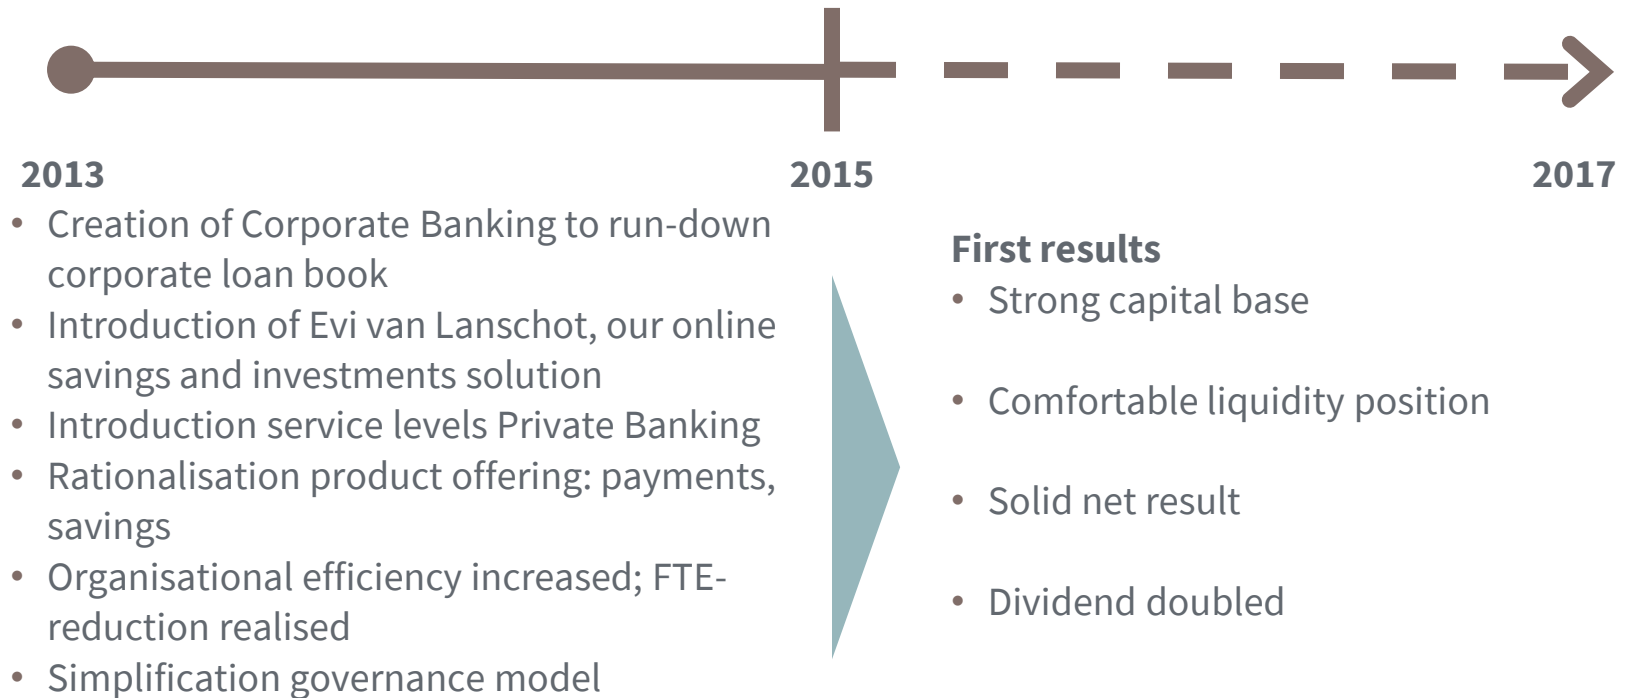 2013
2015
2017
• Creation of Corporate Banking to run-down
corporate loan book
• Introduction of Evi van Lanschot, our online
savings and investments solution
• Introduction service levels Private Banking
• Rationalisation product offering: payments,
savings
• Organisational efficiency increased; FTE-
reduction realised
• Simplification governance model
First results
• Strong capital base
• Comfortable liquidity position
• Solid net result
• Dividend doubled